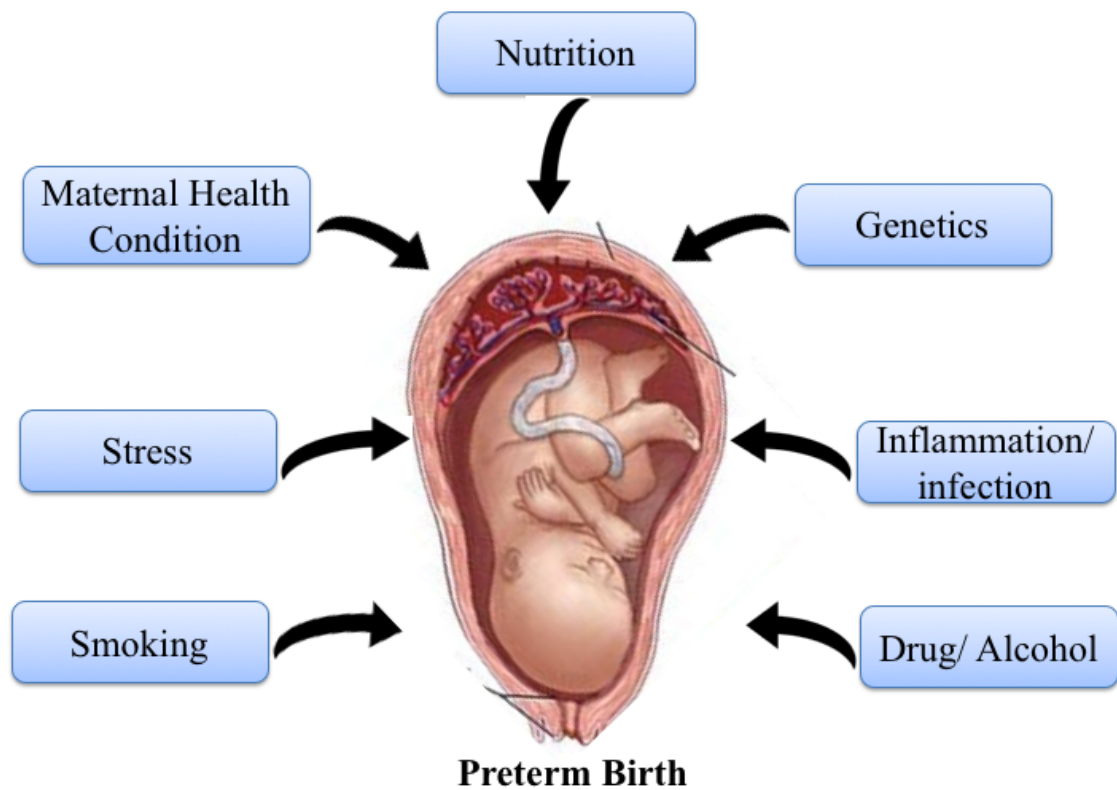 Nutrition
Maternal Health
Condition
Genetics
Stress
Inflammation/
infection
Smoking
Drug/ Alcohol
Preterm Birth